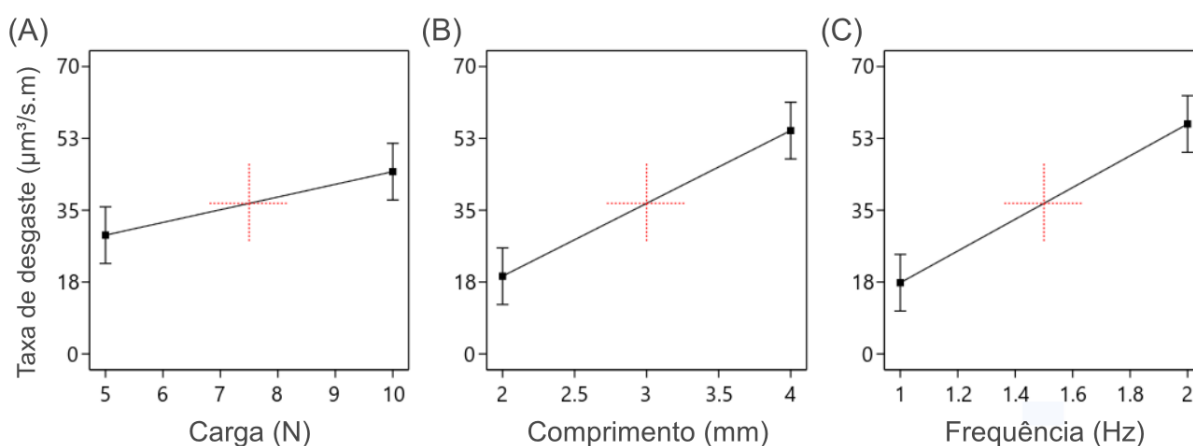 (A)
(B)
(C)
Taxa de desgaste (µm³/s.m)
70
53
35
18
0
5 6 7 8 9 10
Carga (N)
70
53
35
18
0
2 2.5 3 3.5 4
Comprimento (mm)
70
53
35
18
0
1 1.2 1.4 1.6 1.8 2
Frequência (Hz)